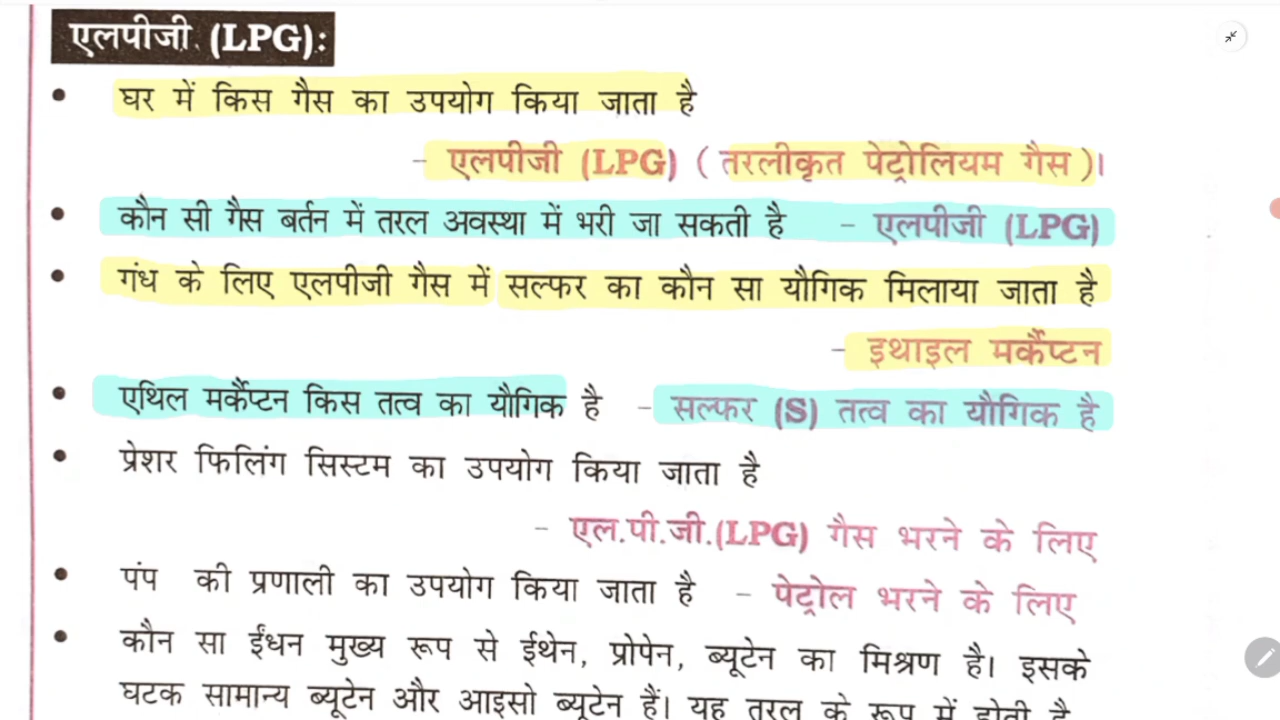 एलपीजी (LPG):
• घर में किस गैस का उपयोग किया जाता है
– एलपीजी (LPG) ( तरलीकृत पेट्रोलियम गैस )।
• कौन सी गैस बर्तन में तरल अवस्था में भरी जा सकती है – एलपीजी (LPG)
• गंध के लिए एलपीजी गैस में सल्फर का कौन सा यौगिक मिलाया जाता है
– इथाइल मर्कैप्टन
• एथिल मर्कैप्टन किस तत्व का यौगिक है – सल्फर (S) तत्व का यौगिक है
• प्रेशर फिलिंग सिस्टम का उपयोग किया जाता है
– एल.पी.जी.(LPG) गैस भरने के लिए
• पंप की प्रणाली का उपयोग किया जाता है – पेट्रोल भरने के लिए
• कौन सा ईंधन मुख्य रूप से ईथेन, प्रोपेन, ब्यूटेन का मिश्रण है। इसके
घटक सामान्य ब्यूटेन और आइसो ब्यूटेन हैं। यह तरल के रूप में होती है